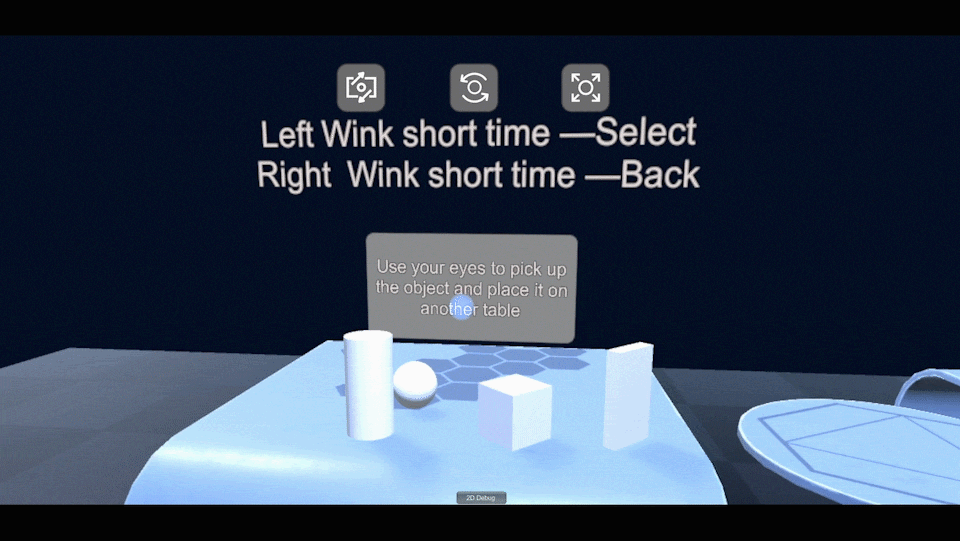 Left Wink short time —Select
Right Wink short time —Back
Use your eyes to pick up
the object and place it on
another table
2D Debug